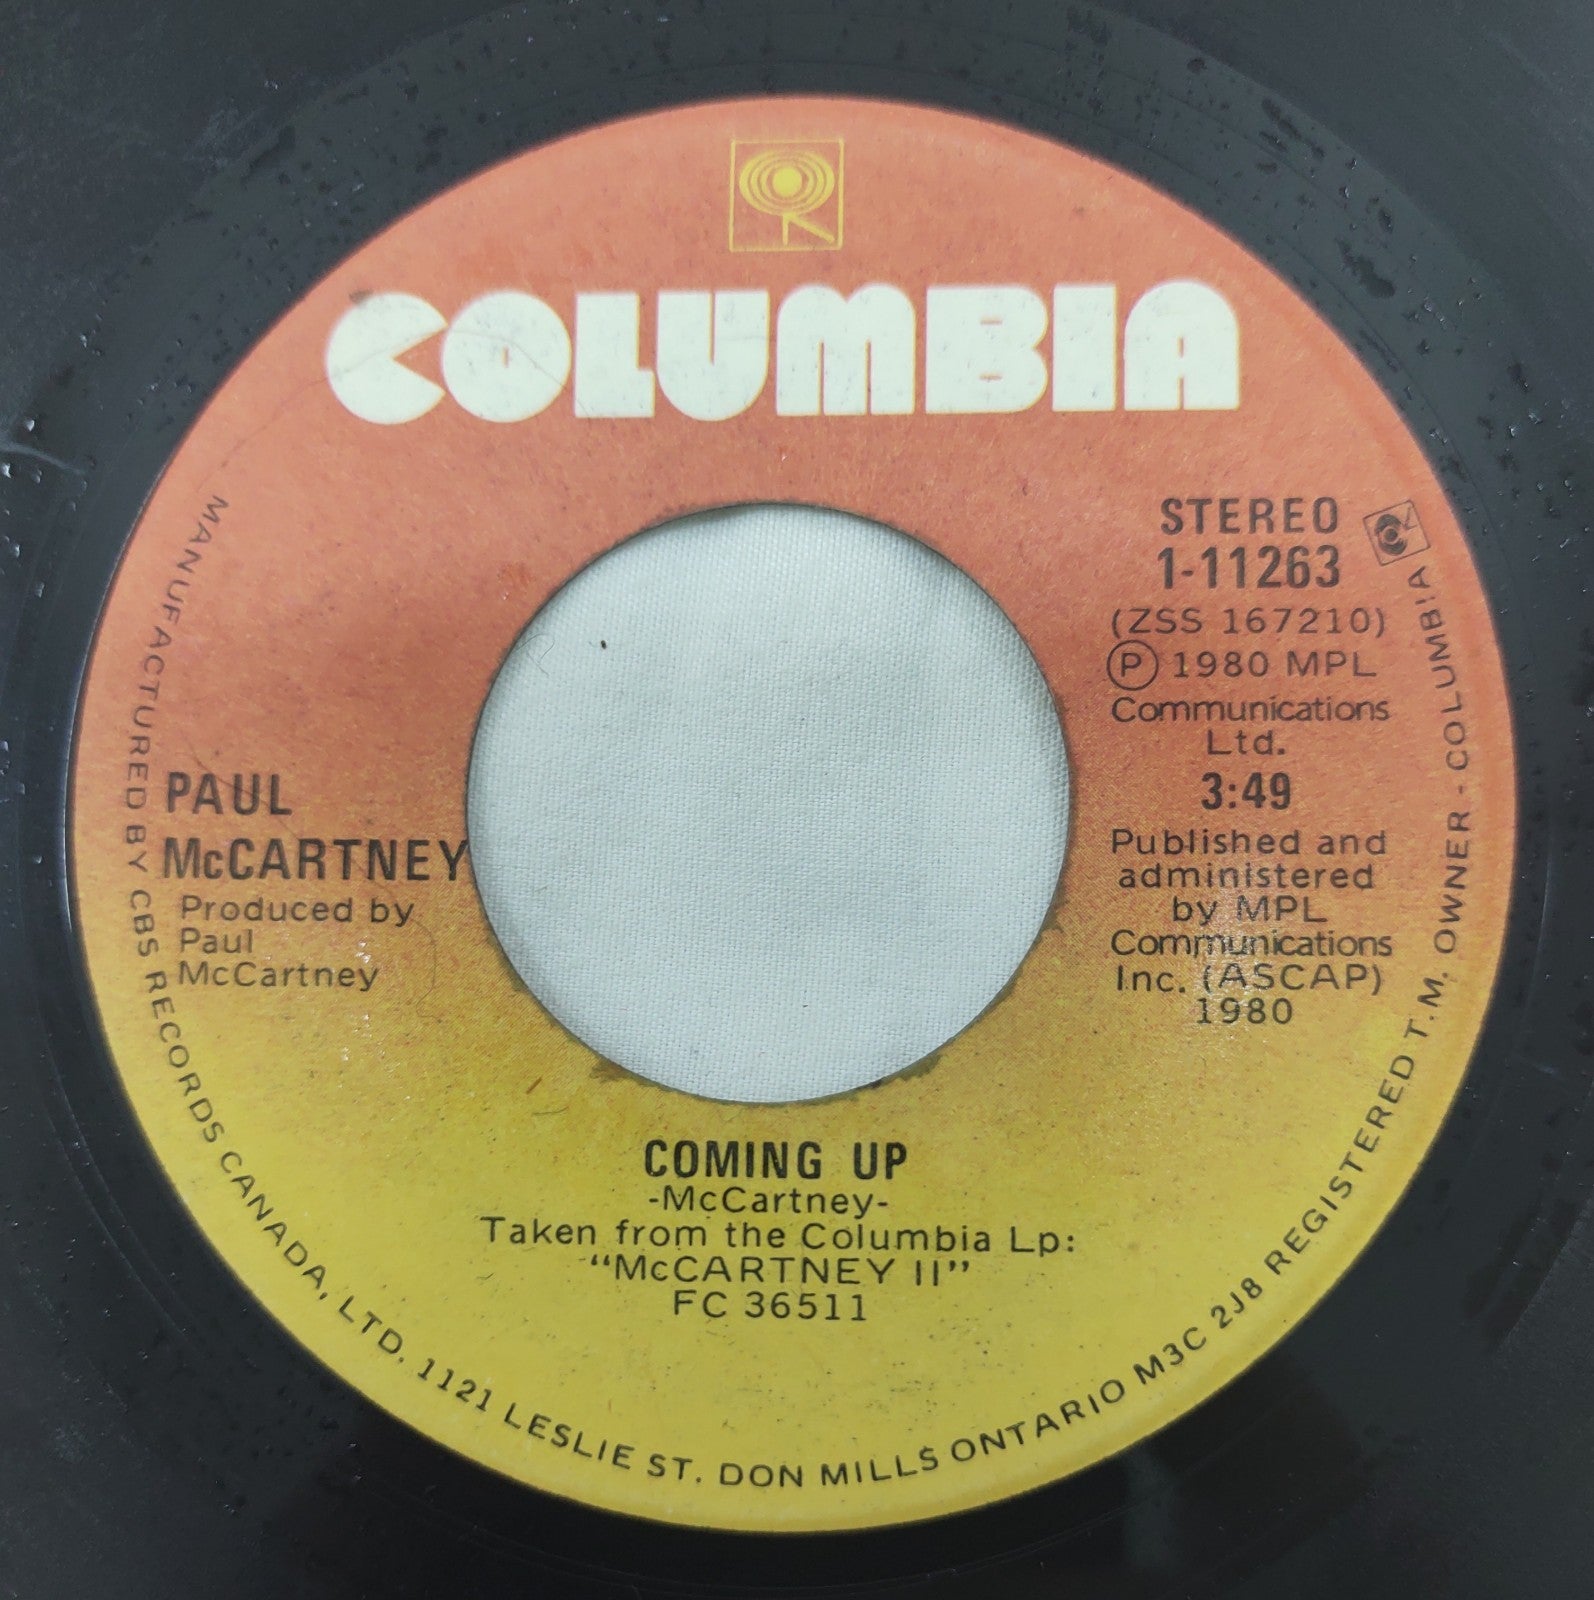 COLUMBIA
STEREO
1-11263
(ZSS 167210)
Ⓟ 1980 MPL
Communications
Ltd.
3:49
Published and
administered
by MPL
Communications
Inc. (ASCAP)
1980
PAUL
McCARTNEY
Produced by
Paul
McCartney
COMING UP
-McCartney-
Taken from the Columbia Lp:
"McCARTNEY II"
FC 36511
MANUFACTURED BY CBS RECORDS CANADA, LTD. 1121 LESLIE ST. DON MILLS ONTARIO M3C 2J8 REGISTERED T.M. OWNER - COLUMBIA